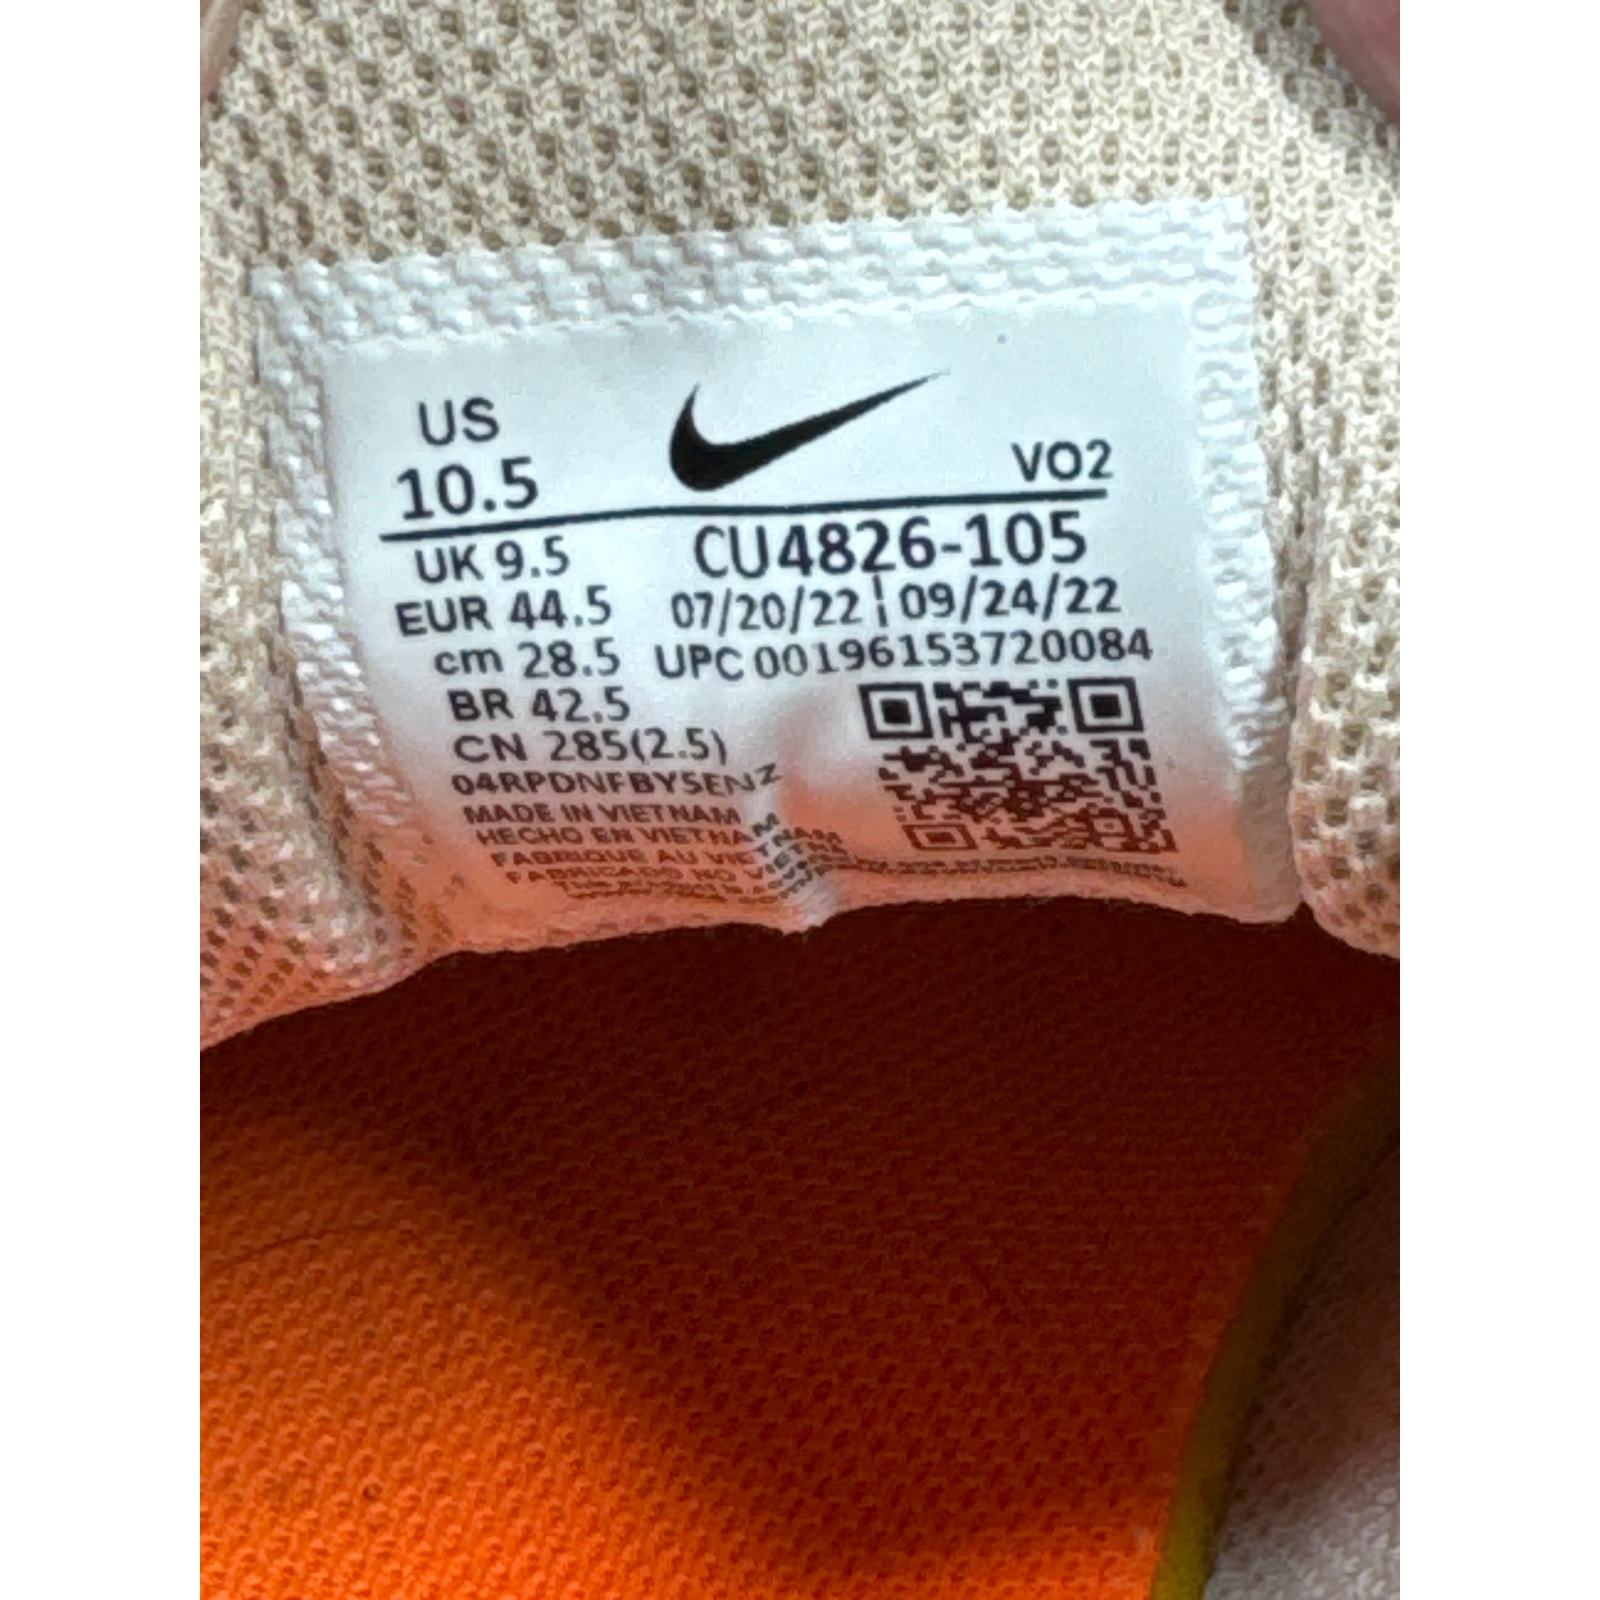 US
10.5
VO2
UK 9.5
CU4826-105
EUR 44.5
07/20/22 | 09/24/22
cm 28.5
UPC 00196153720084
BR 42.5
CN 285(2.5)
04RPDNFBY5ENZ
MADE IN VIETNAM
HECHO EN VIETNAM
FABRIQUE AU
FABRICADO NO